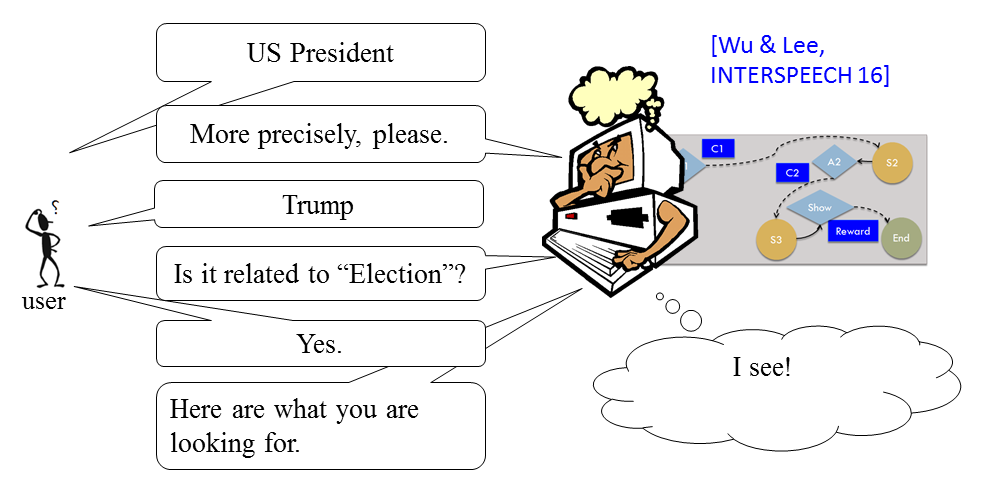 US President
[Wu & Lee,
INTERSPEECH 16]
More precisely, please.
C1
C2
A2
S2
Trump
Show
S3
Reward
End
Is it related to “Election”?
user
Yes.
I see!
Here are what you are
looking for.